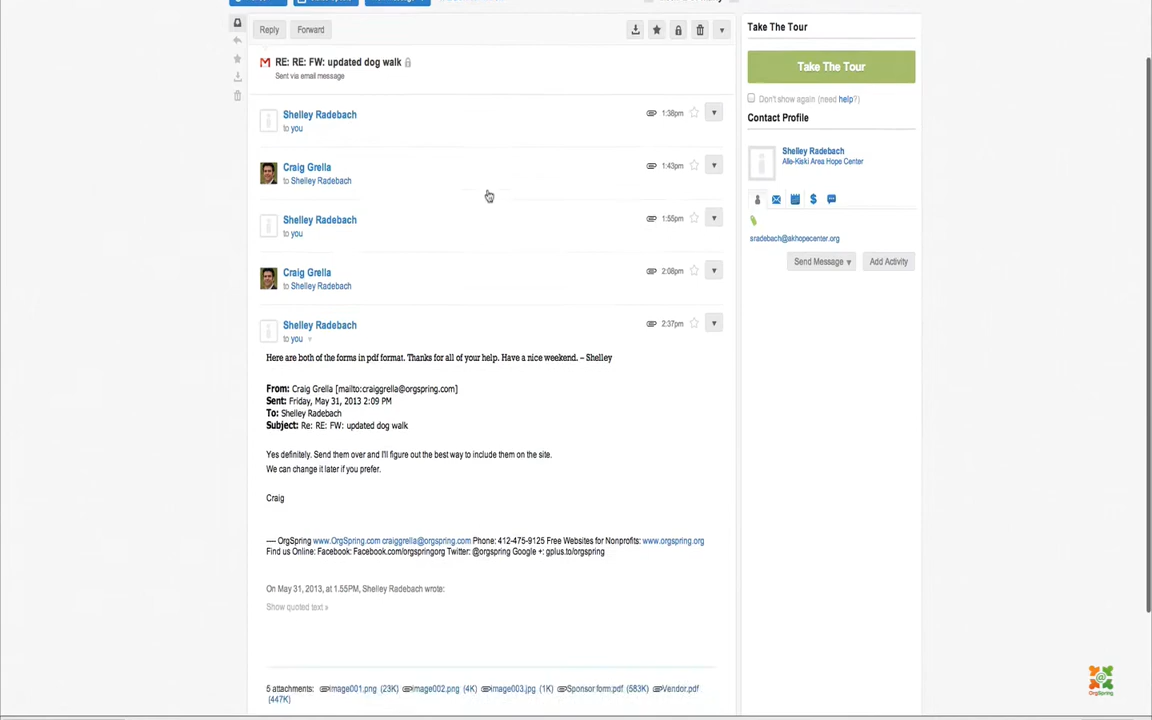 Reply Forward
RE: RE: FW: updated dog walk
Sent via email message
Shelley Radebach
to you
1:38pm
Craig Grella
to Shelley Radebach
1:43pm
Shelley Radebach
to you
1:55pm
Craig Grella
to Shelley Radebach
2:08pm
Shelley Radebach
to you
2:37pm
Here are both of the forms in pdf format. Thanks for all of your help. Have a nice weekend. – Shelley
From: Craig Grella [mailto:craiggrella@orgspring.com]
Sent: Friday, May 31, 2013 2:09 PM
To: Shelley Radebach
Subject: Re: RE: FW: updated dog walk
Yes definitely. Send them over and I'll figure out the best way to include them on the site.
We can change it later if you prefer.
Craig
---- OrgSpring www.OrgSpring.com craiggrella@orgspring.com Phone: 412-475-9125 Free Websites for Nonprofits: www.orgspring.org
Find us Online: Facebook: Facebook.com/orgspringorg Twitter: @orgspring Google +: gplus.to/orgspring
On May 31, 2013, at 1:55PM, Shelley Radebach wrote:
Show quoted text »
5 attachments: image001.png (23K) image002.png (4K) image003.jpg (1K) Sponsor form.pdf (583K) Vendor.pdf
(447K)
Take The Tour
Take The Tour
Don't show again (need help?)
Contact Profile
Shelley Radebach
Alle-Kiski Area Hope Center
$
sradebach@akhopecenter.org
Send Message Add Activity
OrgSpring